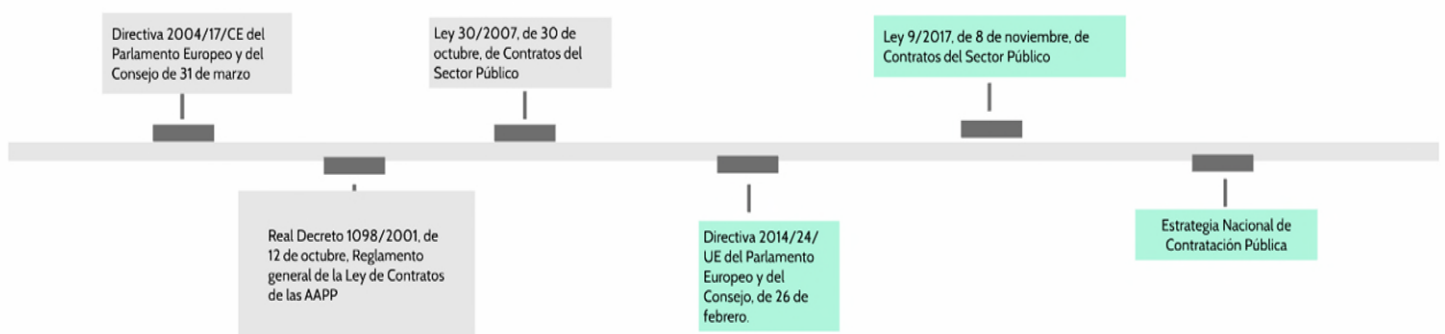 Directiva 2004/17/CE del
Parlamento Europeo y del
Consejo de 31 de marzo
Real Decreto 1098/2001, de
12 de octubre, Reglamento
general de la Ley de Contratos
de las AAPP
Ley 30/2007, de 30 de
octubre, de Contratos del
Sector Público
Directiva 2014/24/
UE del Parlamento
Europeo y del
Consejo, de 26 de
febrero.
Ley 9/2017, de 8 de noviembre, de
Contratos del Sector Público
Estrategia Nacional de
Contratación Pública